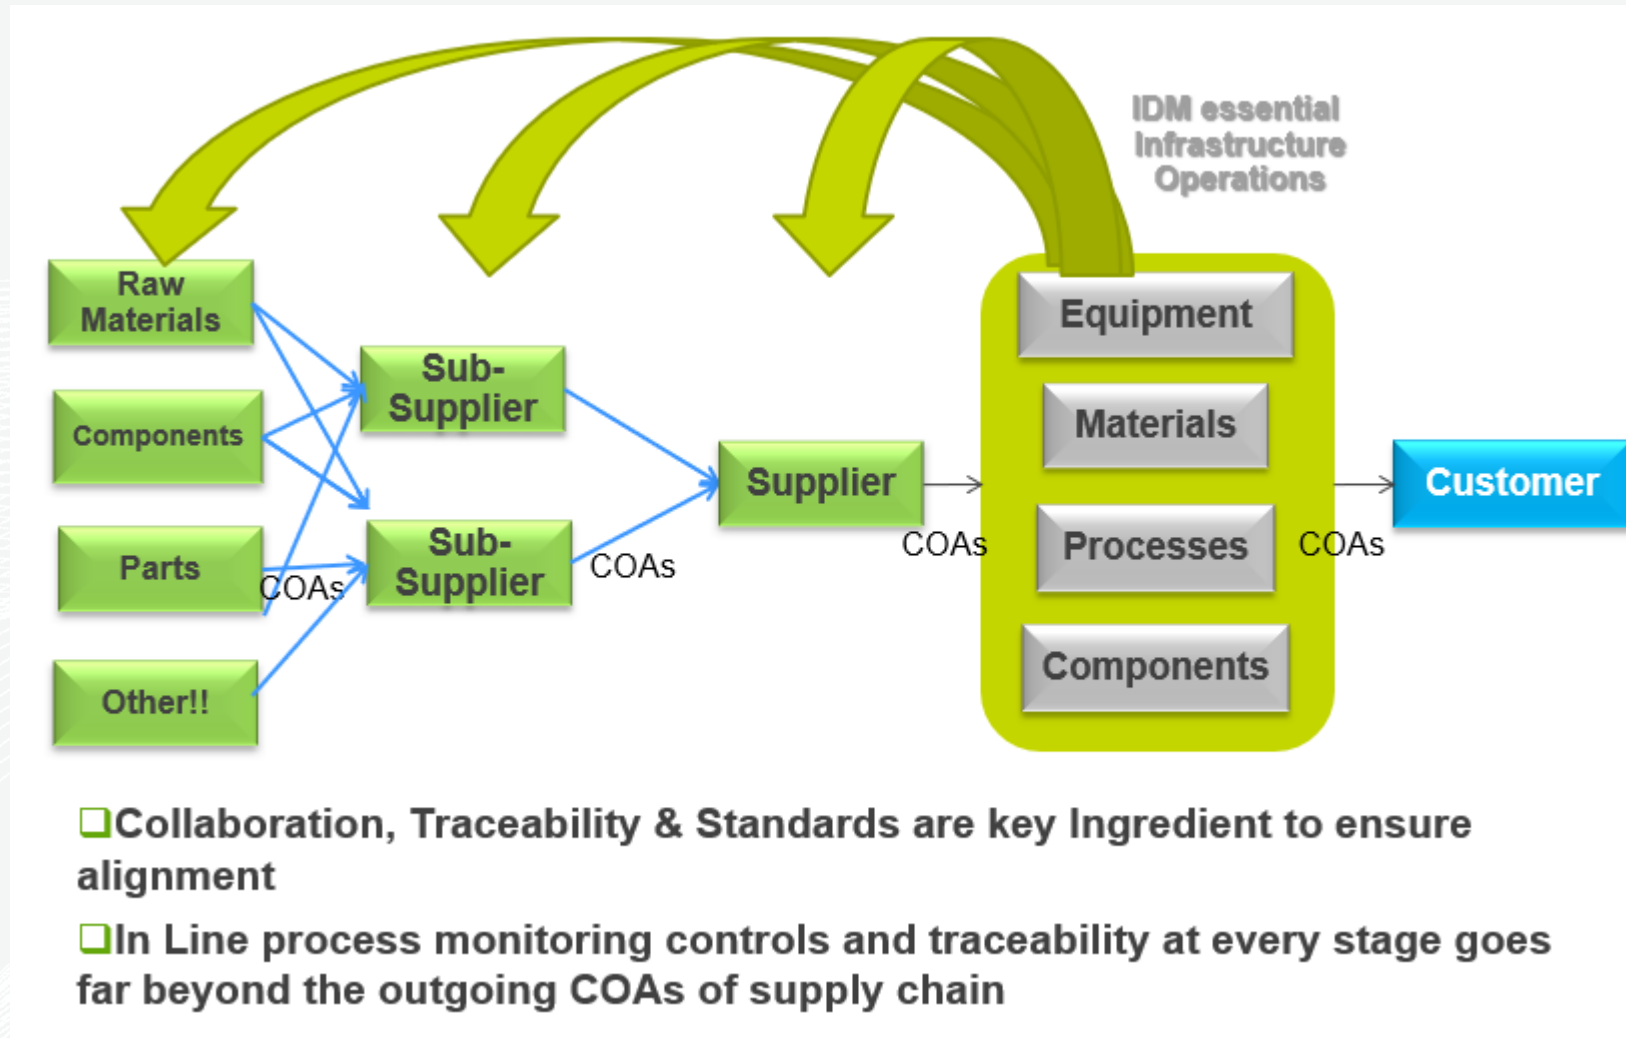 IDM essential
Infrastructure
Operations
Raw
Materials
Equipment
Sub-
Supplier
Materials
Components
Supplier
Customer
COAs
COAs
Processes
Parts
COAs
Sub-
Supplier
COAs
Components
Other!!
❑Collaboration, Traceability & Standards are key Ingredient to ensure
alignment
❑In Line process monitoring controls and traceability at every stage goes
far beyond the outgoing COAs of supply chain